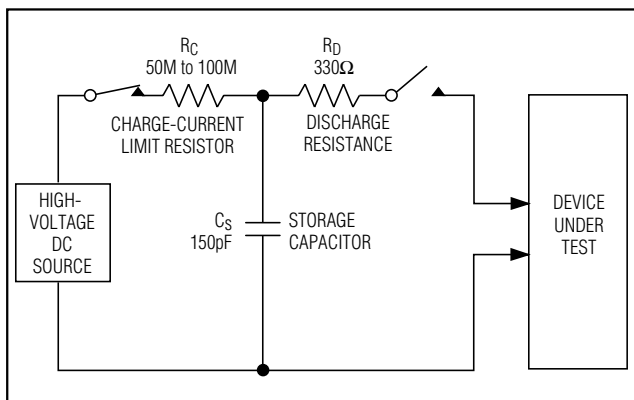 RC
50M to 100M
CHARGE-CURRENT
LIMIT RESISTOR
RD
330Ω
DISCHARGE
RESISTANCE
HIGH-
VOLTAGE
DC
SOURCE
CS
150pF
STORAGE
CAPACITOR
DEVICE
UNDER
TEST